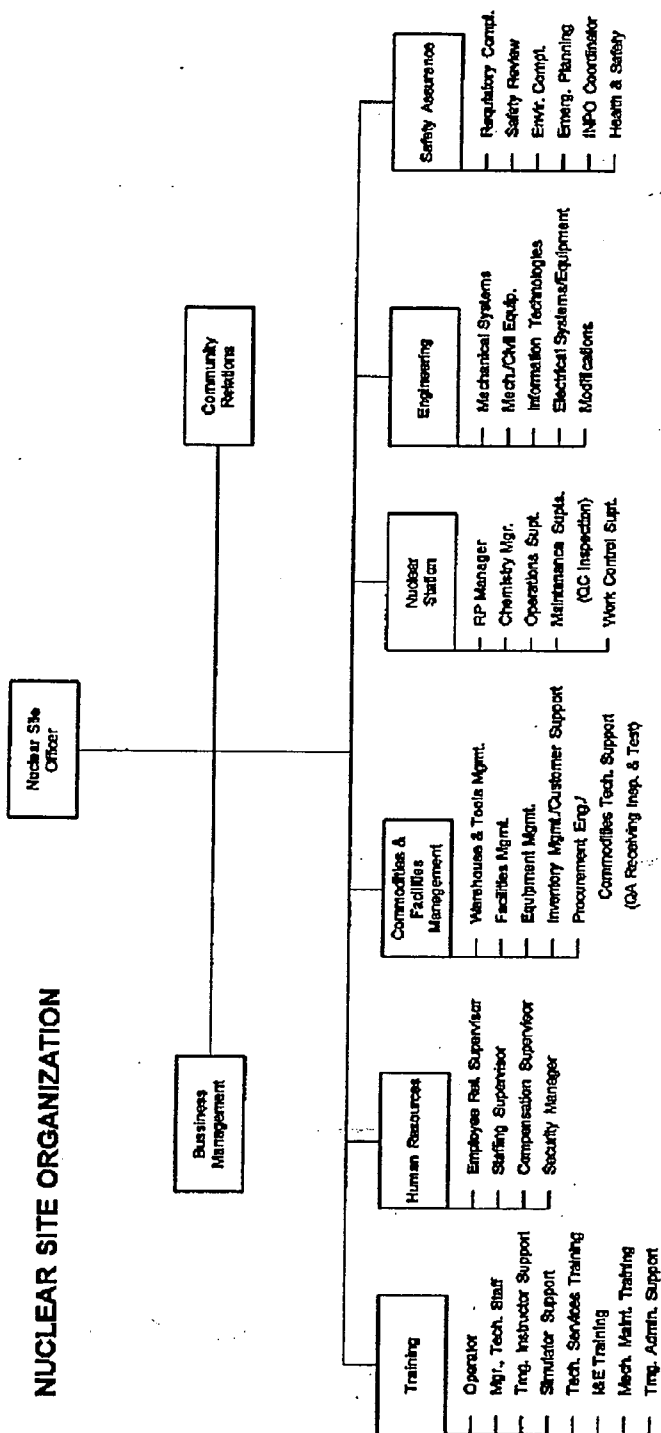 NUCLEAR SITE ORGANIZATION
Nuclear Site
Officer
Bussiness
Management
Community
Relations
Training
Operator
Mgr., Tech. Staff
Trng. Instructor Support
Simulator Support
Tech. Services Training
I&E Training
Mech. Maint. Training
Trng. Admin. Support
Human Resources
Employee Rel. Supervisor
Staffing Supervisor
Compensation Supervisor
Security Manager
Commodities &
Facilities
Management
Warehouse & Tools Mgmt.
Facilities Mgmt.
Equipment Mgmt.
Inventory Mgmt./Customer Support
Procurement Eng./
Commodities Tech. Support
(QA Receiving Insp. & Test)
Nuclear
Station
RP Manager
Chemistry Mgr.
Operations Supt.
Maintenance Supts.
(QC Inspection)
Work Control Supt.
Engineering
Mechanical Systems
Mech./Civil Equip.
Information Technologies
Electrical Systems/Equipment
Modifications
Safety Assurance
Regulatory Compl.
Safety Review
Envir. Compl.
Emerg. Planning
INPO Coordinator
Health & Safety